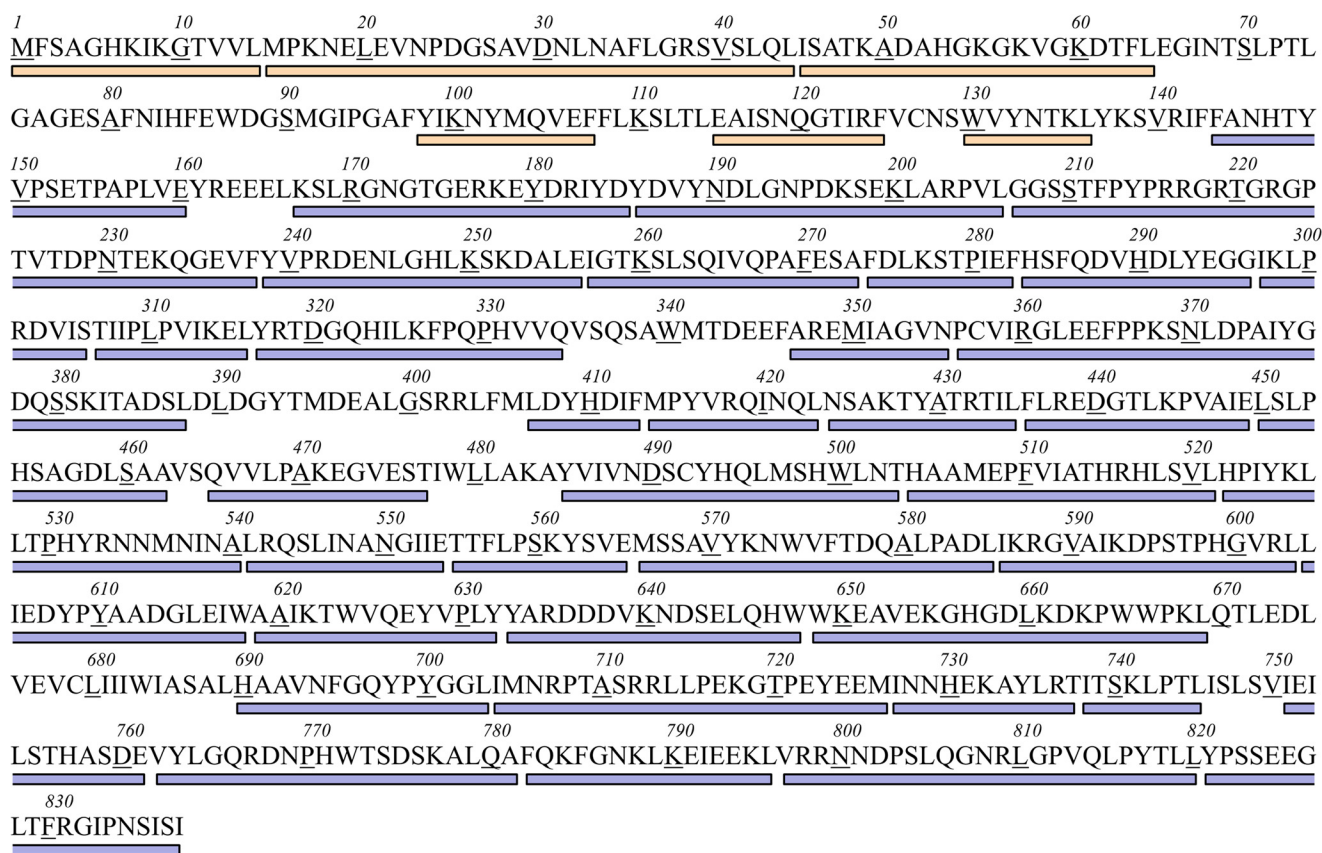 1 10 20 30 40 50 60 70
MFSAGHKIKGTVVLMPKNELEVNPDGSAVDNLNAFLGRSVSLQLISATKADAHGKGKVGKDTFLEGINTSLPTL
80 90 100 110 120 130 140
GAGESAFNIHFEWDGSMGIPGAFYIKNYMQVEFFLKSLTLEAISNQGTIRFVCNSWVYNTKLYKSVRIFFANHTY
150 160 170 180 190 200 210 220
VPSETPAPLVEYREEELKSLRGNGTGERKEYDRIYDYDVYNDLGNPDKSEKLARPVLGGSSTFPYPRRGRTGRGP
230 240 250 260 270 280 290 300
TVTDPNTEKQGEVFYVPRDENLGHLKSKDALEIGTKSLSQIVQPAFESAFDLKSTPIEFHSFQDVHDLYEGGIKLP
310 320 330 340 350 360 370
RDVISTIIPLPVIKELYRTDGQHILKFPQPHVVQVSQSAWMTDEEFAREMIAGVNPCVIRGLEEFPPKSNLDPAIYG
380 390 400 410 420 430 440 450
DQSSKITADSLDLDGYTMDEALGSRRLFMLDYHDIFMPYVRQINQLNSAKTYATRTILFLREDGTLKPVAIELSLP
460 470 480 490 500 510 520
HSAGDLSAAVSQVVLPAKEGVESTIWLLAKAYVIVNDSCYHQLMSHWLNTHAAMEPFVIATHRHLSVLHPIYKL
530 540 550 560 570 580 590 600
LTPHYRNNMNINALRQSLINANGIIETTFLPSKYSVEMSSAVYKNWVFTDQALPADLIKRGVAIKDPSTPHGVRLL
610 620 630 640 650 660 670
IEDYPYAADGLEIWAAIKTWVQEYVPLYYARDDDVKNDSELQHWWKEAVEKGHGDLKDKPWWPKLQTLEDL
680 690 700 710 720 730 740 750
VEVCLIIIWIASALHAAVNFGQYPYGGLIMNRPTASRRLLPEKGTPEYEEMINNHEKAYLRTITSKLPTLISLSVIEI
760 770 780 790 800 810 820
LSTHASDEVYLGQRDNPHWTSDSKALQAFQKFGNKLKEIEEKLVRRNNDPSLQGNRLGPVQLPYTLLYPSSEEG
830
LTFRGIPNSISI